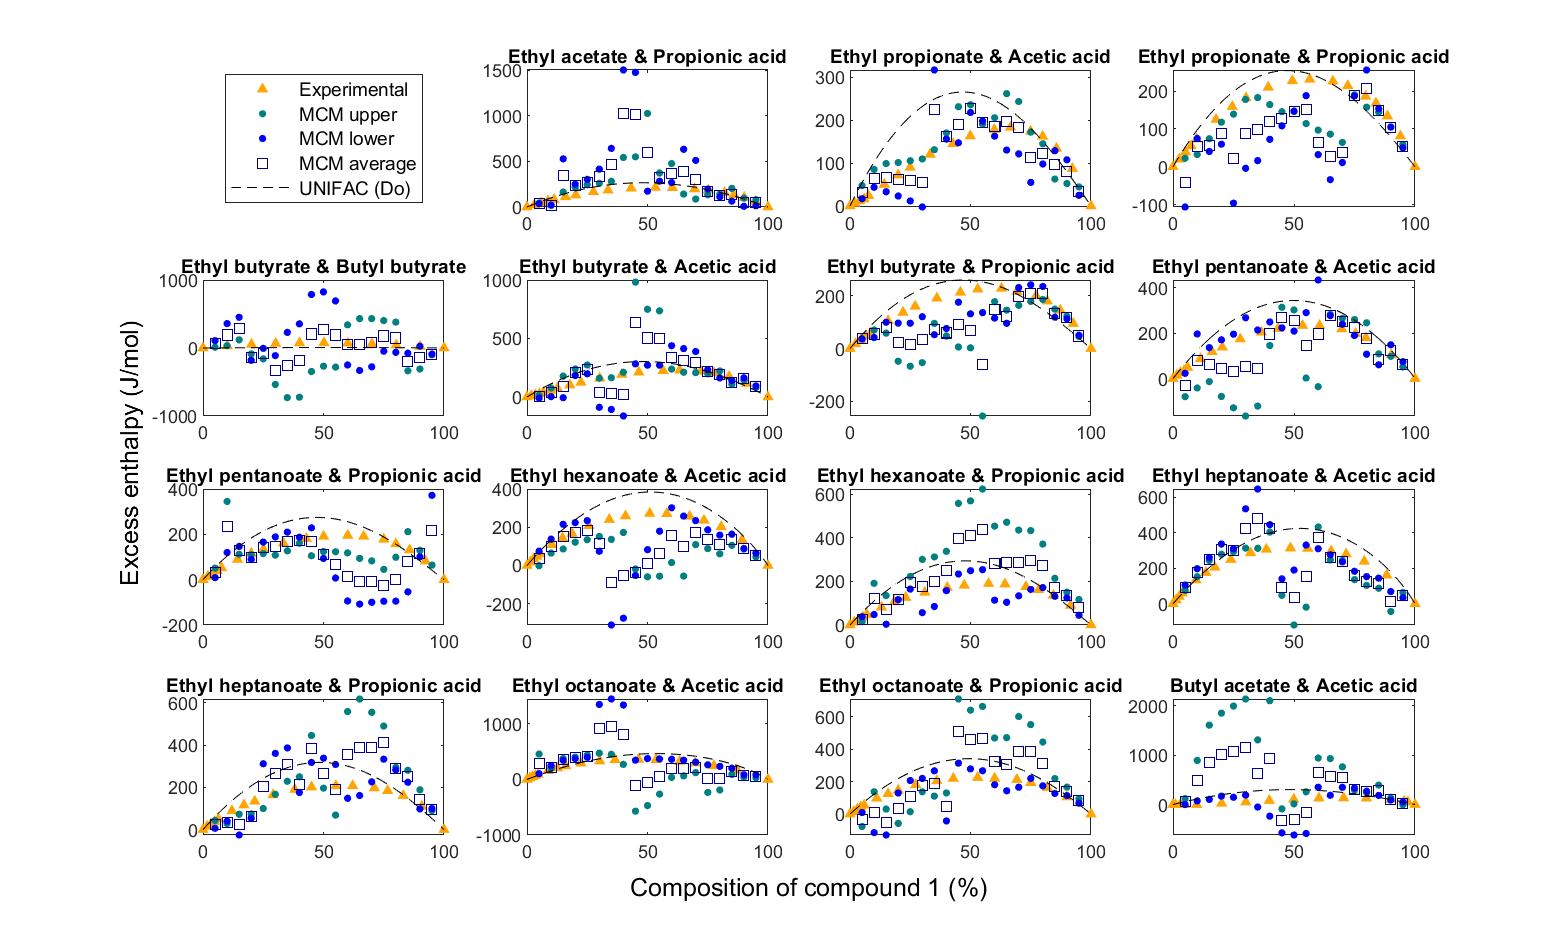 Experimental
MCM upper
MCM lower
MCM average
UNIFAC (Do)
Ethyl acetate & Propionic acid
1500
1000
500
0
0 50 100
Ethyl propionate & Acetic acid
300
200
100
0
0 50 100
Ethyl propionate & Propionic acid
200
100
0
-100
0 50 100
Ethyl butyrate & Butyl butyrate
1000
0
-1000
0 50 100
Ethyl butyrate & Acetic acid
1000
500
0
0 50 100
Ethyl butyrate & Propionic acid
200
0
-200
0 50 100
Ethyl pentanoate & Acetic acid
400
200
0
0 50 100
Ethyl pentanoate & Propionic acid
400
200
0
-200
0 50 100
Ethyl hexanoate & Acetic acid
400
200
0
-200
0 50 100
Ethyl hexanoate & Propionic acid
600
400
200
0
0 50 100
Ethyl heptanoate & Acetic acid
600
400
200
0
0 50 100
Ethyl heptanoate & Propionic acid
600
400
200
0
0 50 100
Ethyl octanoate & Acetic acid
1000
0
-1000
0 50 100
Ethyl octanoate & Propionic acid
600
400
200
0
0 50 100
Butyl acetate & Acetic acid
2000
1000
0
0 50 100
Excess enthalpy (J/mol)
Composition of compound 1 (%)